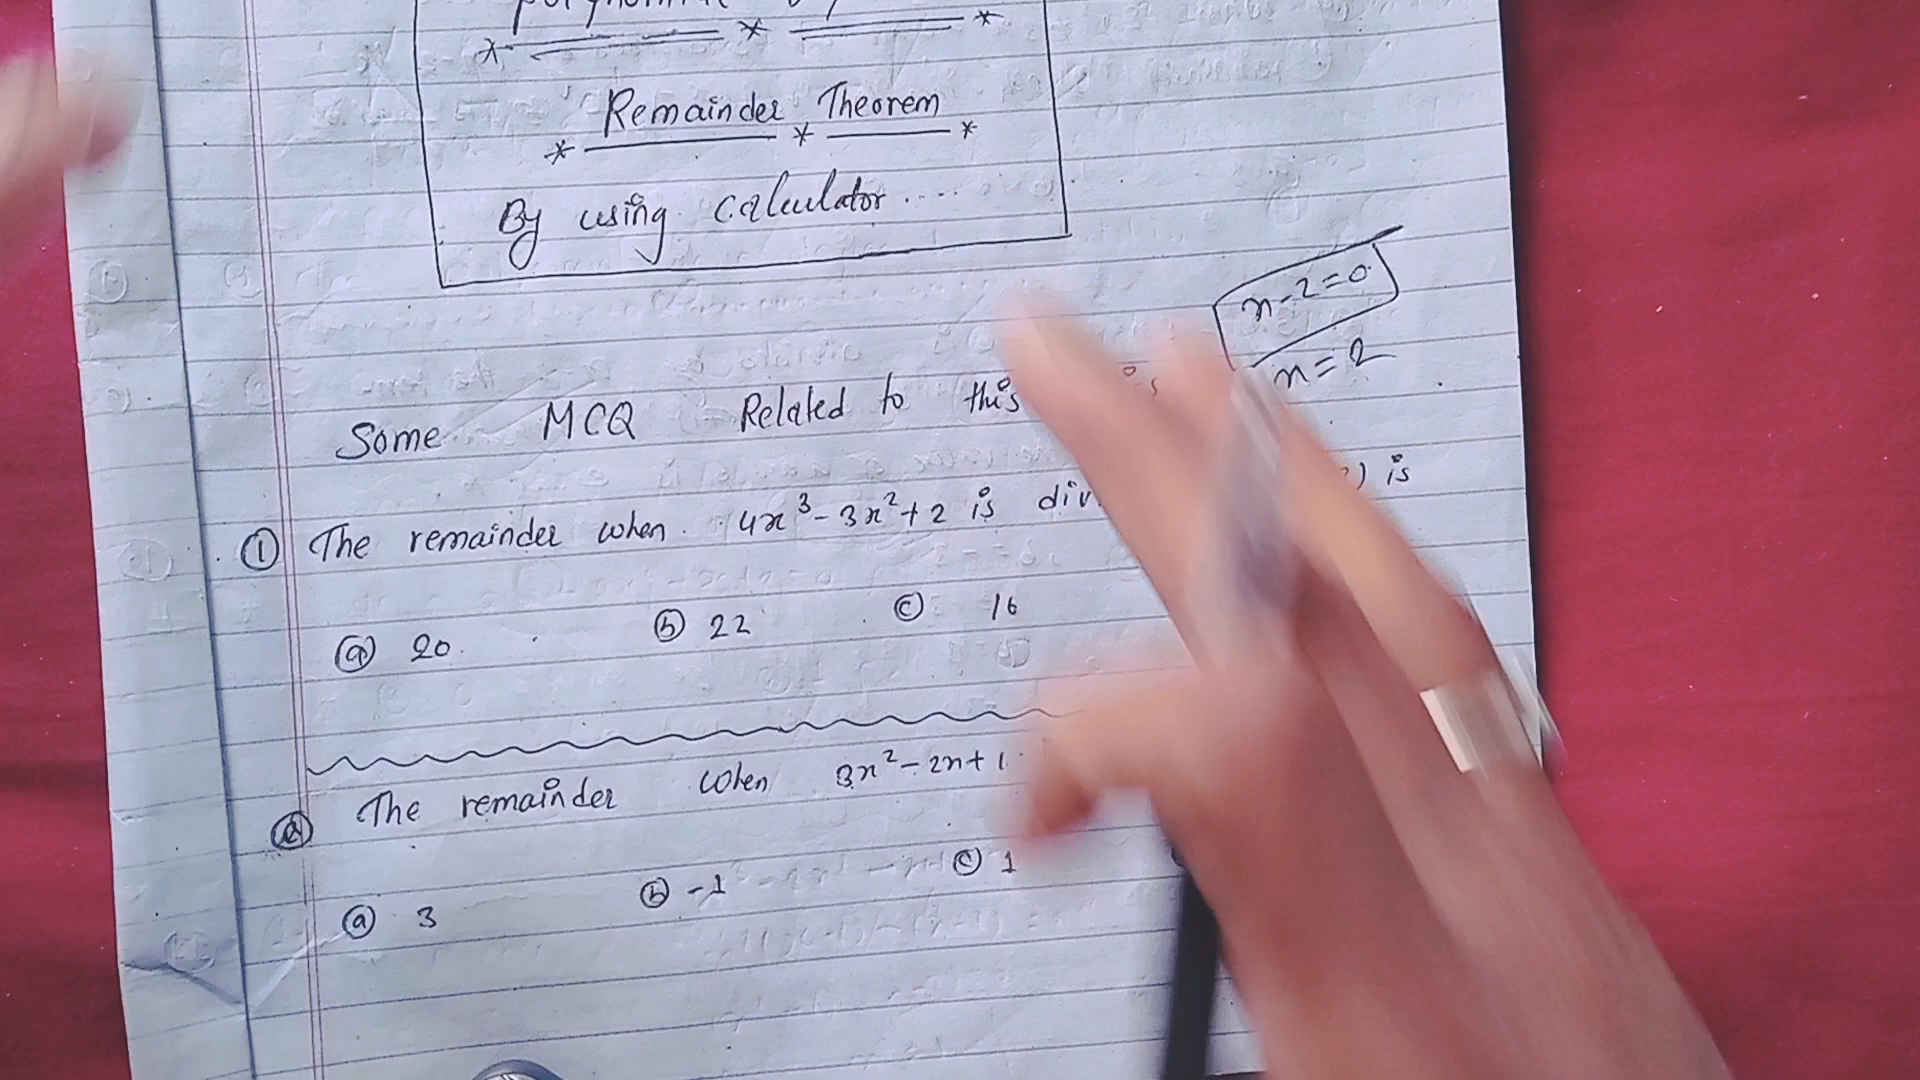 * * *
Remainder Theorem
* * *
By using calculator ....
x-2=0
x=2
Some MCQ Related to this
① The remainder when 4x³-3x²+2 is ) is
ⓐ 20. ⓑ 22 ⓒ 16
② The remainder when 3x²-2x+1
ⓐ 3 ⓑ -1 ⓒ 1